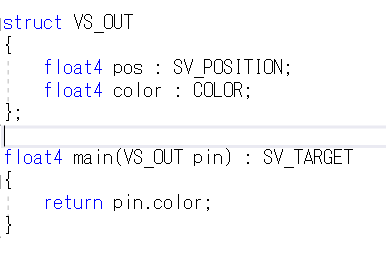 struct VS_OUT
{
    float4 pos : SV_POSITION;
    float4 color : COLOR;
};
float4 main(VS_OUT pin) : SV_TARGET
{
    return pin.color;
}